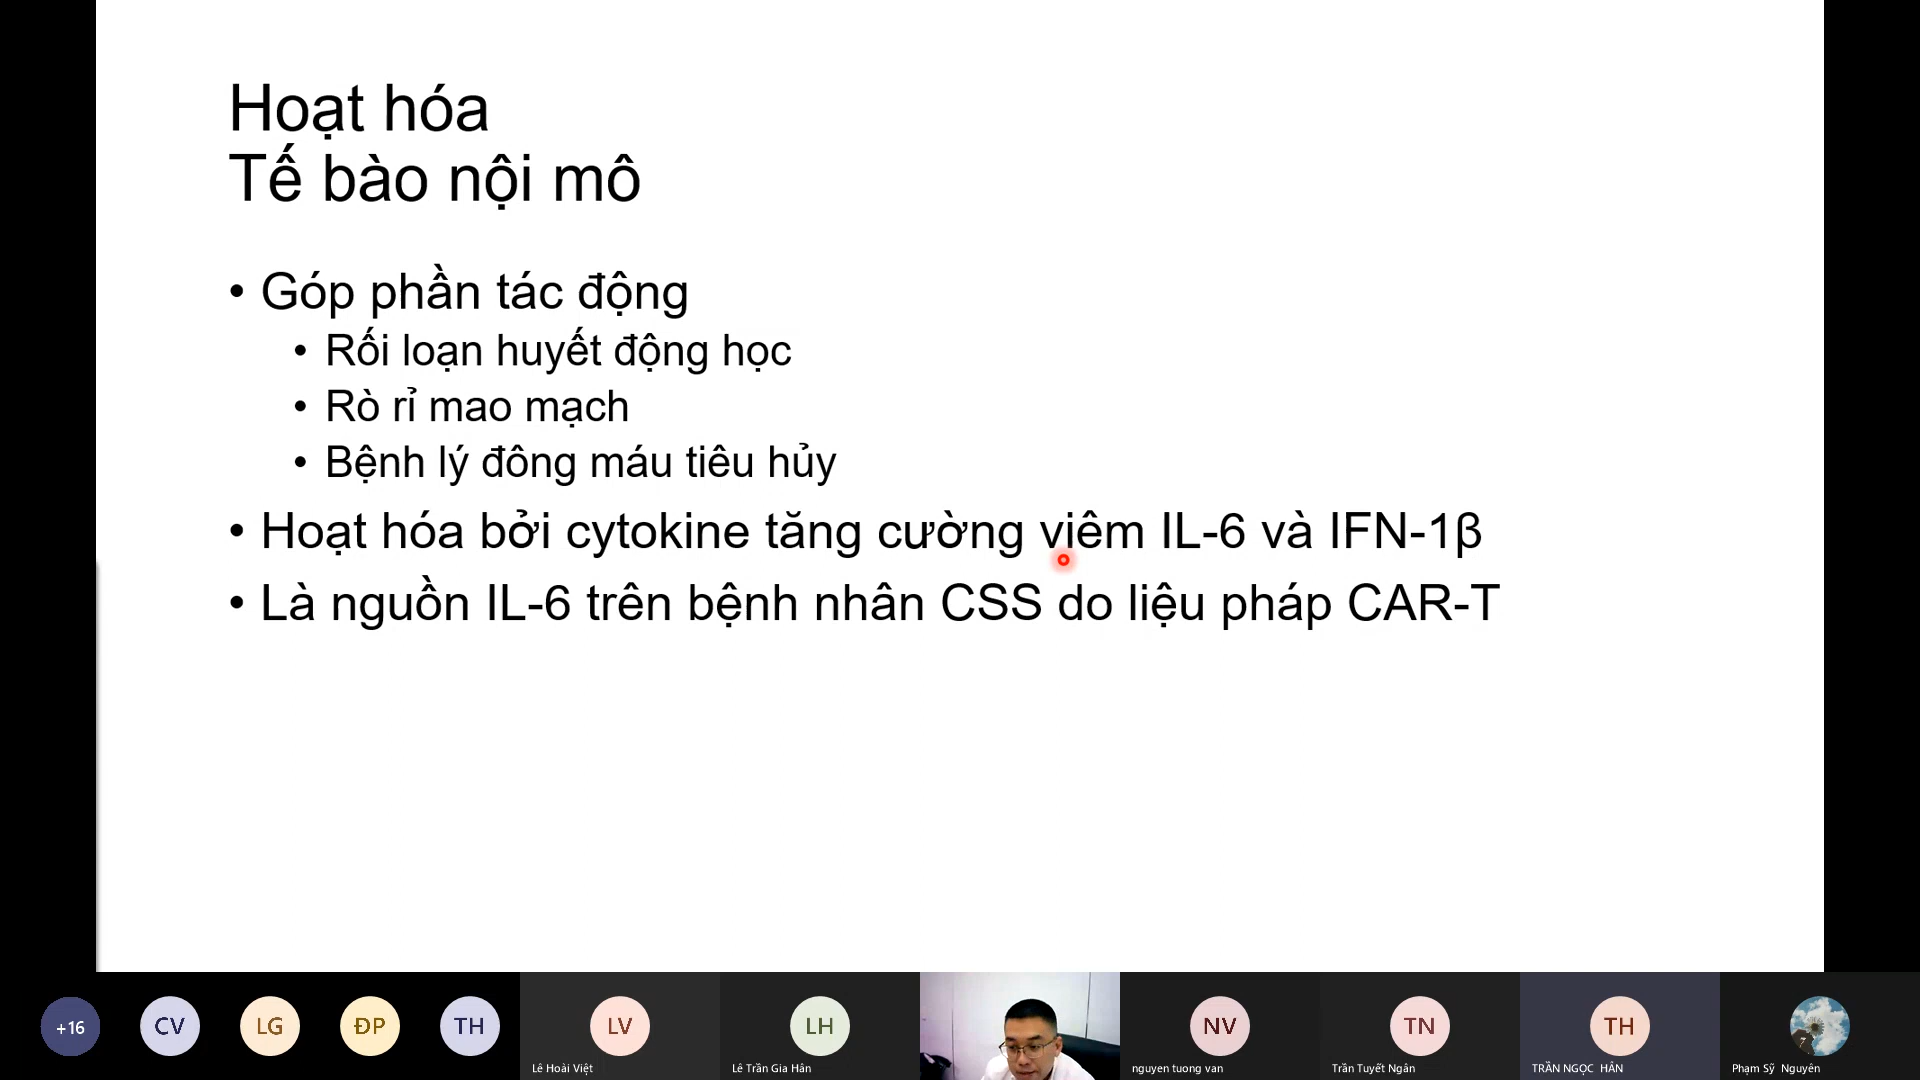 Hoạt hóa
Tế bào nội mô
• Góp phần tác động
• Rối loạn huyết động học
• Rò rỉ mao mạch
• Bệnh lý đông máu tiêu hủy
• Hoạt hóa bởi cytokine tăng cường viêm IL-6 và IFN-1β
• Là nguồn IL-6 trên bệnh nhân CSS do liệu pháp CAR-T
+16 CV LG ĐP TH LV LH NV TN TH
Lê Hoài Việt Lê Trần Gia Hân nguyen tuong van Trần Tuyết Ngân TRẦN NGỌC HÂN Phạm Sỹ Nguyên